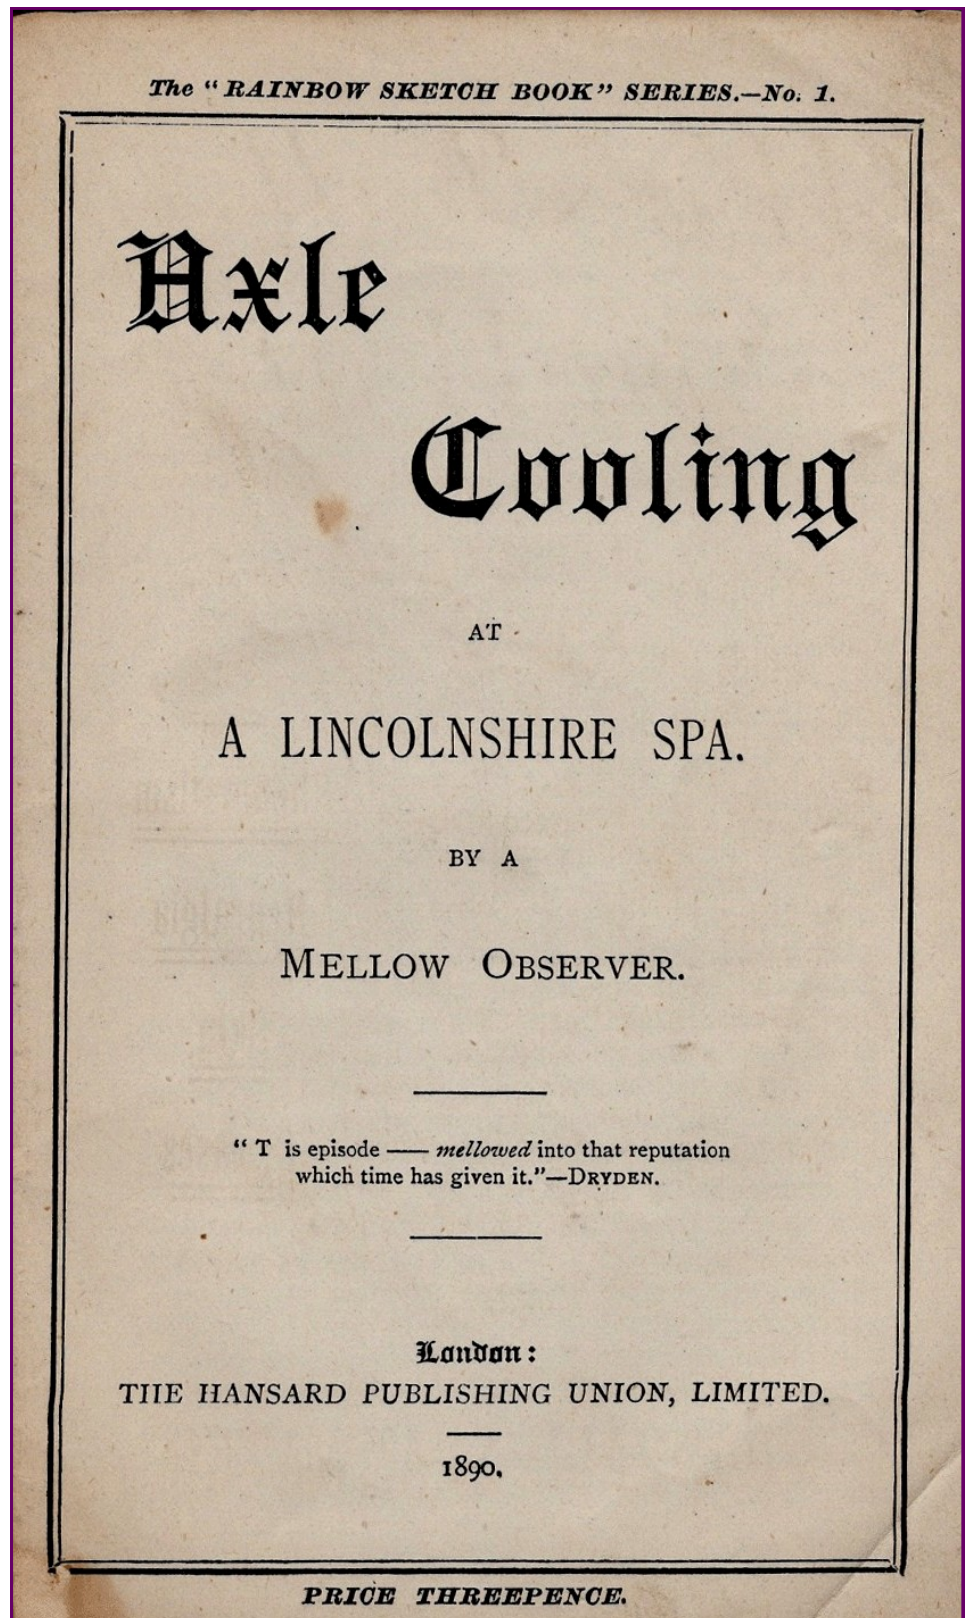 The “RAINBOW SKETCH BOOK” SERIES.—No. 1.
Axle
Cooling
AT
A LINCOLNSHIRE SPA.
BY A
MELLOW OBSERVER.
“ T is episode —— mellowed into that reputation
which time has given it.”—DRYDEN.
London:
THE HANSARD PUBLISHING UNION, LIMITED.
1890.
PRICE THREEPENCE.